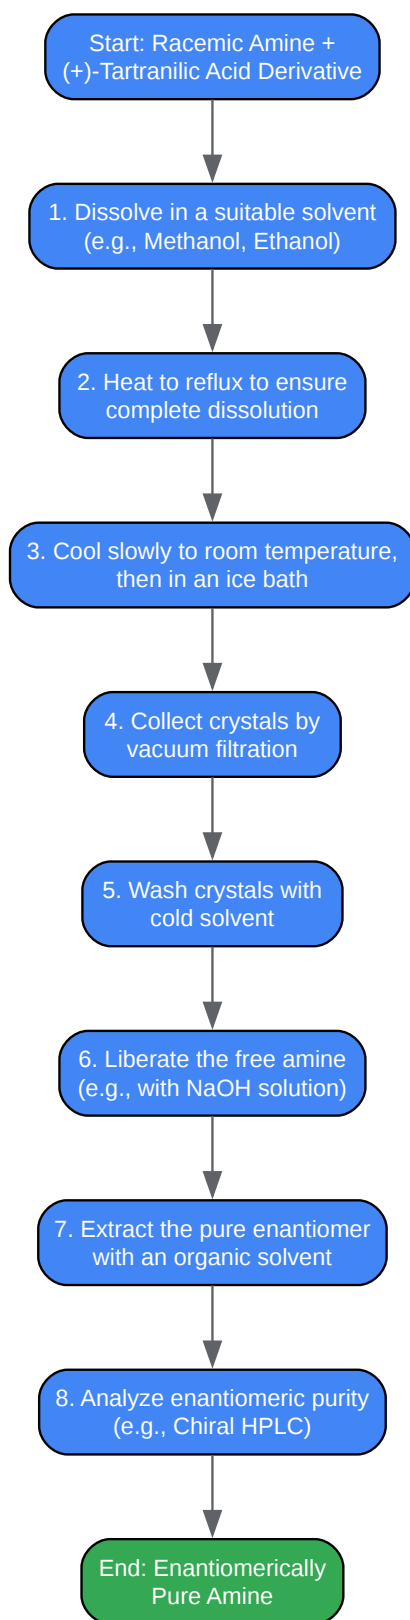 Start: Racemic Amine +
(+)-Tartranilic Acid Derivative
1. Dissolve in a suitable solvent
(e.g., Methanol, Ethanol)
2. Heat to reflux to ensure
complete dissolution
3. Cool slowly to room temperature,
then in an ice bath
4. Collect crystals by
vacuum filtration
5. Wash crystals with
cold solvent
6. Liberate the free amine
(e.g., with NaOH solution)
7. Extract the pure enantiomer
with an organic solvent
8. Analyze enantiomeric purity
(e.g., Chiral HPLC)
End: Enantiomerically
Pure Amine